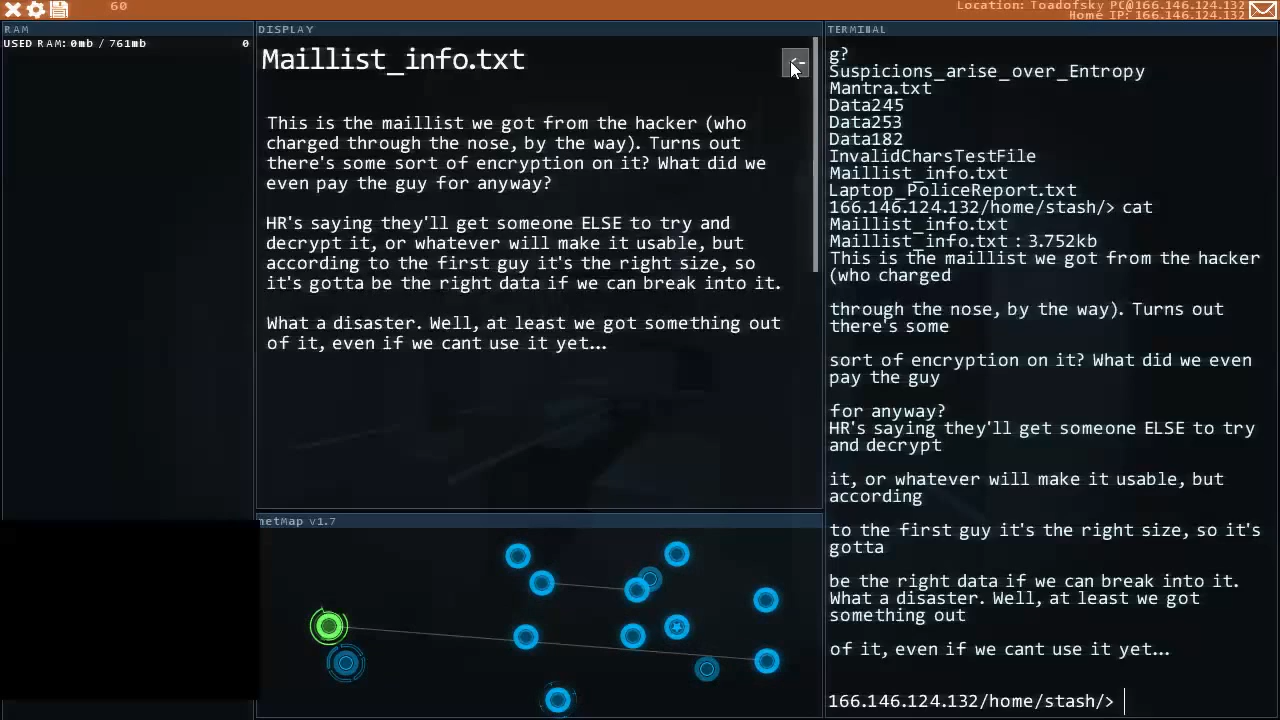 60
Location: Toadofsky PC@166.146.124.132
Home IP: 166.146.124.132
RAM
USED RAM: 0mb / 761mb 0
DISPLAY
Maillist_info.txt
<-
This is the maillist we got from the hacker (who
charged through the nose, by the way). Turns out
there's some sort of encryption on it? What did we
even pay the guy for anyway?
HR's saying they'll get someone ELSE to try and
decrypt it, or whatever will make it usable, but
according to the first guy it's the right size, so
it's gotta be the right data if we can break into it.
What a disaster. Well, at least we got something out
of it, even if we cant use it yet...
netMap v1.7
TERMINAL
g?
Suspicions_arise_over_Entropy
Mantra.txt
Data245
Data253
Data182
InvalidCharsTestFile
Maillist_info.txt
Laptop_PoliceReport.txt
166.146.124.132/home/stash/> cat
Maillist_info.txt
Maillist_info.txt : 3.752kb
This is the maillist we got from the hacker
(who charged
through the nose, by the way). Turns out
there's some
sort of encryption on it? What did we even
pay the guy
for anyway?
HR's saying they'll get someone ELSE to try
and decrypt
it, or whatever will make it usable, but
according
to the first guy it's the right size, so it's
gotta
be the right data if we can break into it.
What a disaster. Well, at least we got
something out
of it, even if we cant use it yet...
166.146.124.132/home/stash/>